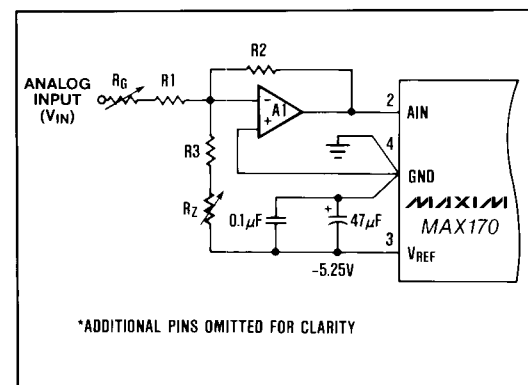 R2
ANALOG
INPUT
(VIN)
RG
R1
A1
2
AIN
4
GND
R3
RZ
0.1µF
+
47µF
MAXIM
MAX170
3
VREF
-5.25V
*ADDITIONAL PINS OMITTED FOR CLARITY